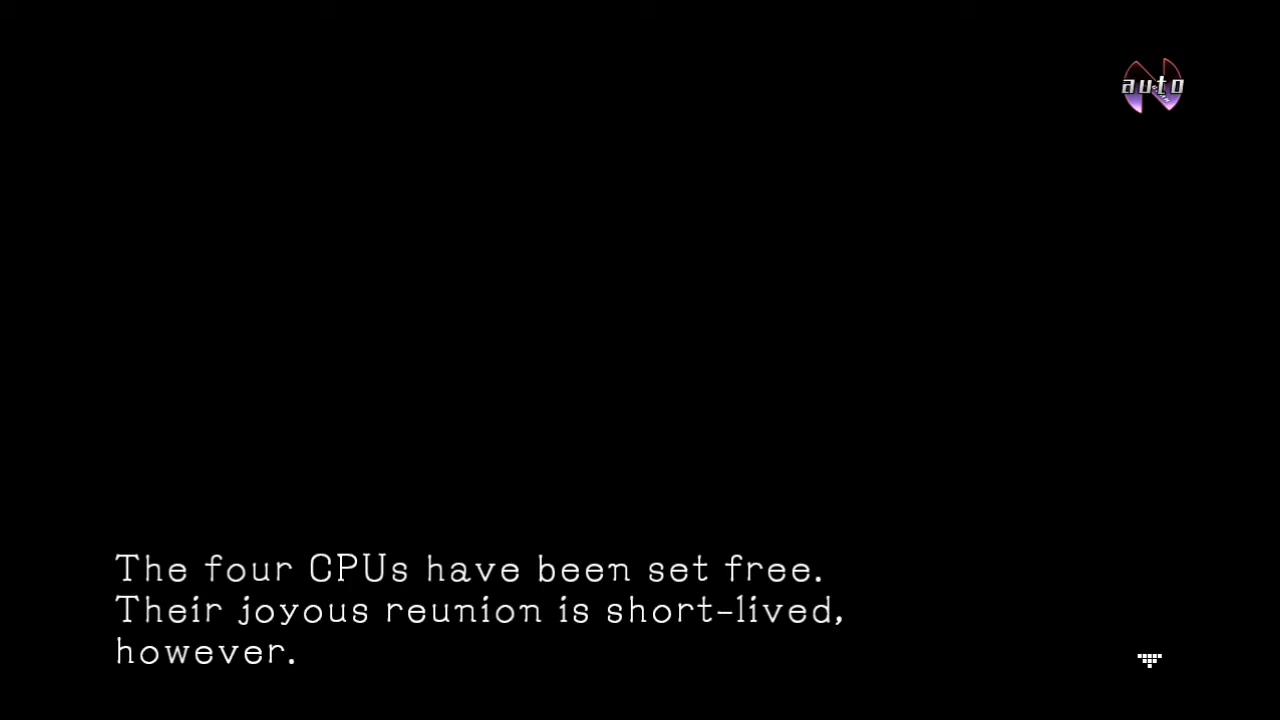 auto
The four CPUs have been set free.
Their joyous reunion is short-lived,
however.